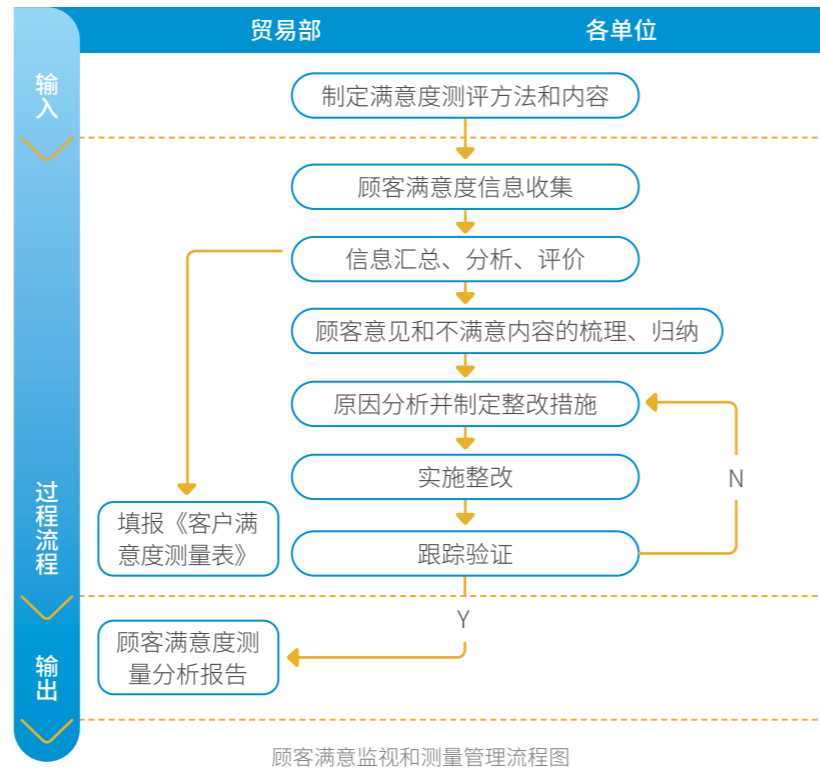 贸易部
各单位
输入
制定满意度测评方法和内容
顾客满意度信息收集
信息汇总、分析、评价
顾客意见和不满意内容的梳理、归纳
原因分析并制定整改措施
过程流程
实施整改
N
填报《客户满
意度测量表》
跟踪验证
Y
输出
顾客满意度测
量分析报告
顾客满意监视和测量管理流程图